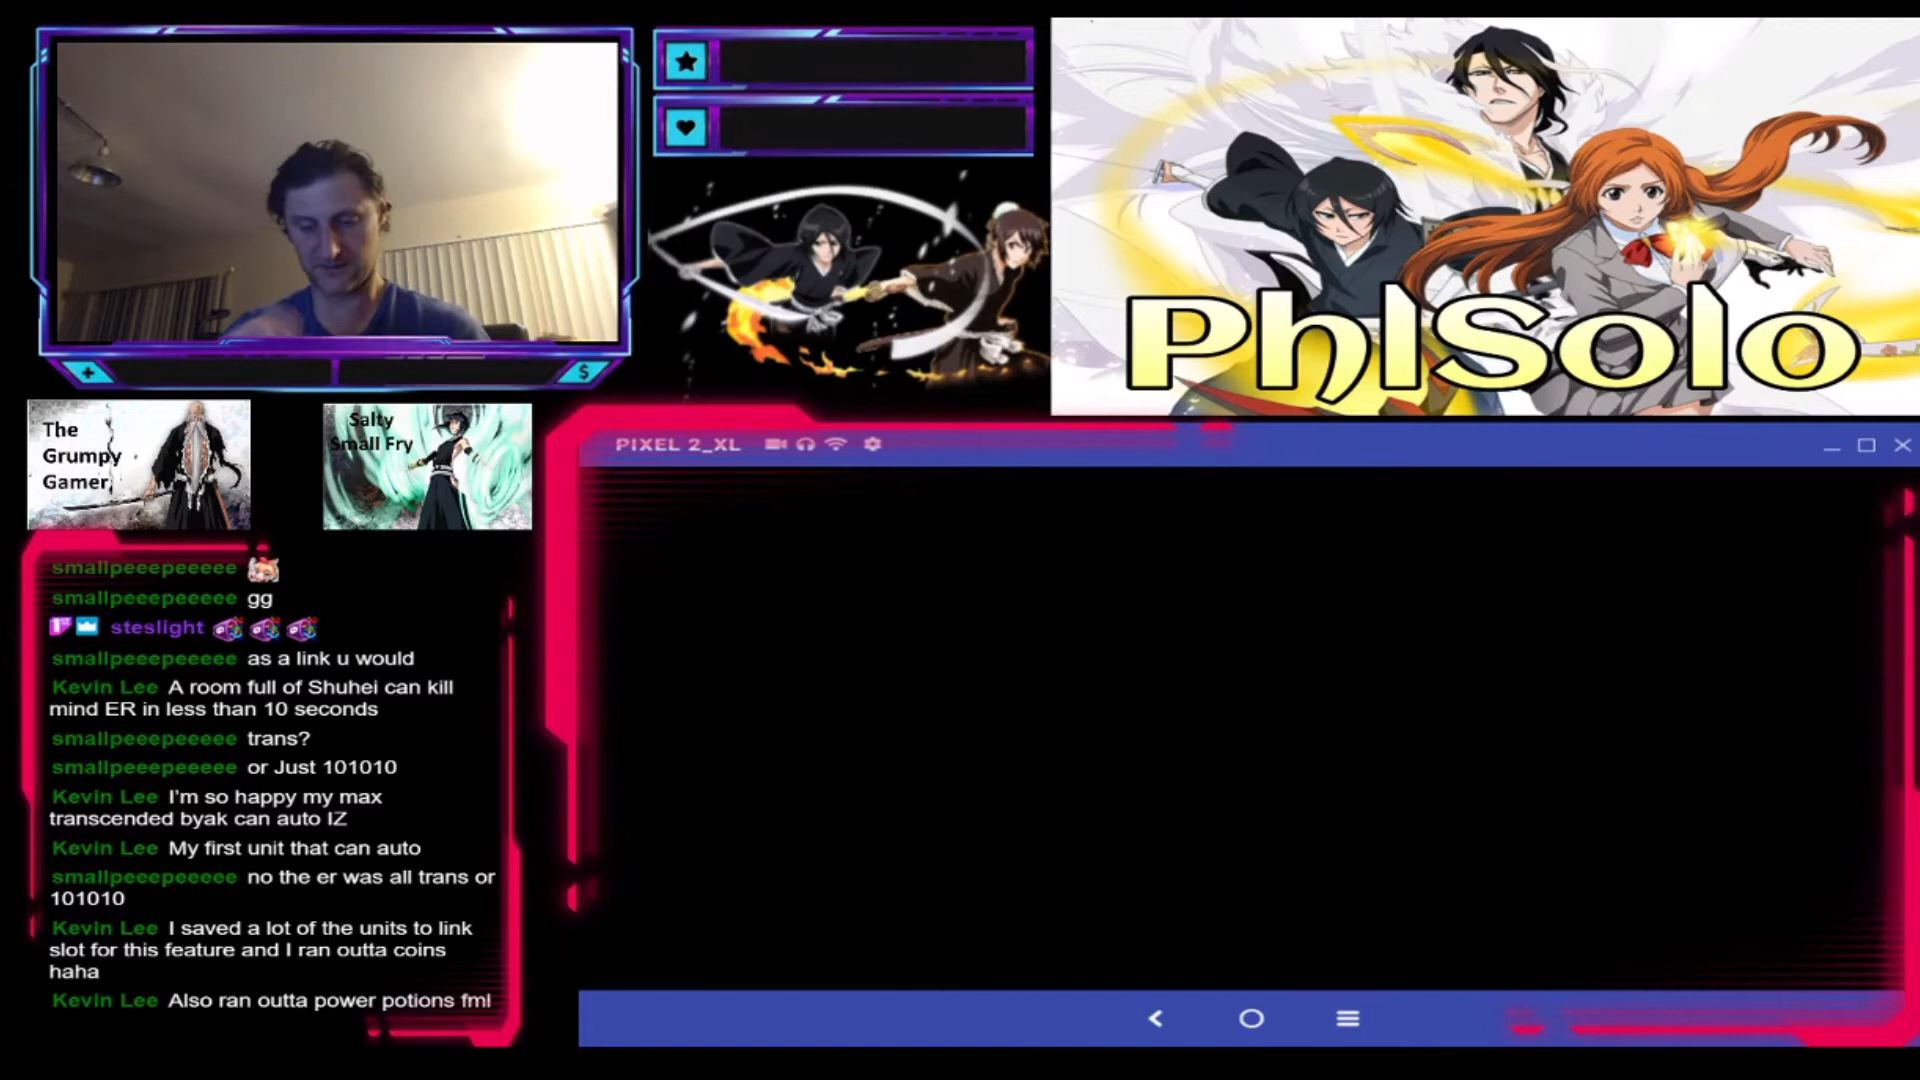 PhISolo
The
Grumpy
Gamer
Salty
Small Fry
PIXEL 2_XL
smallpeeepeeeee
smallpeeepeeeee gg
steslight
smallpeeepeeeee as a link u would
Kevin Lee A room full of Shuhei can kill
mind ER in less than 10 seconds
smallpeeepeeeee trans?
smallpeeepeeeee or Just 101010
Kevin Lee I'm so happy my max
transcended byak can auto IZ
Kevin Lee My first unit that can auto
smallpeeepeeeee no the er was all trans or
101010
Kevin Lee I saved a lot of the units to link
slot for this feature and I ran outta coins
haha
Kevin Lee Also ran outta power potions fml